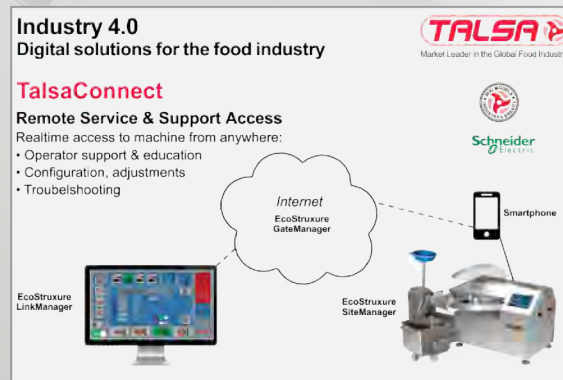 Industry 4.0
Digital solutions for the food industry
TALSA
Market Leader in the Global Food Industry
TalsaConnect
Remote Service & Support Access
Realtime access to machine from anywhere:
• Operator support & education
• Configuration, adjustments
• Troubelshooting
Schneider
Electric
Internet
EcoStruxure
GateManager
Smartphone
EcoStruxure
LinkManager
EcoStruxure
SiteManager